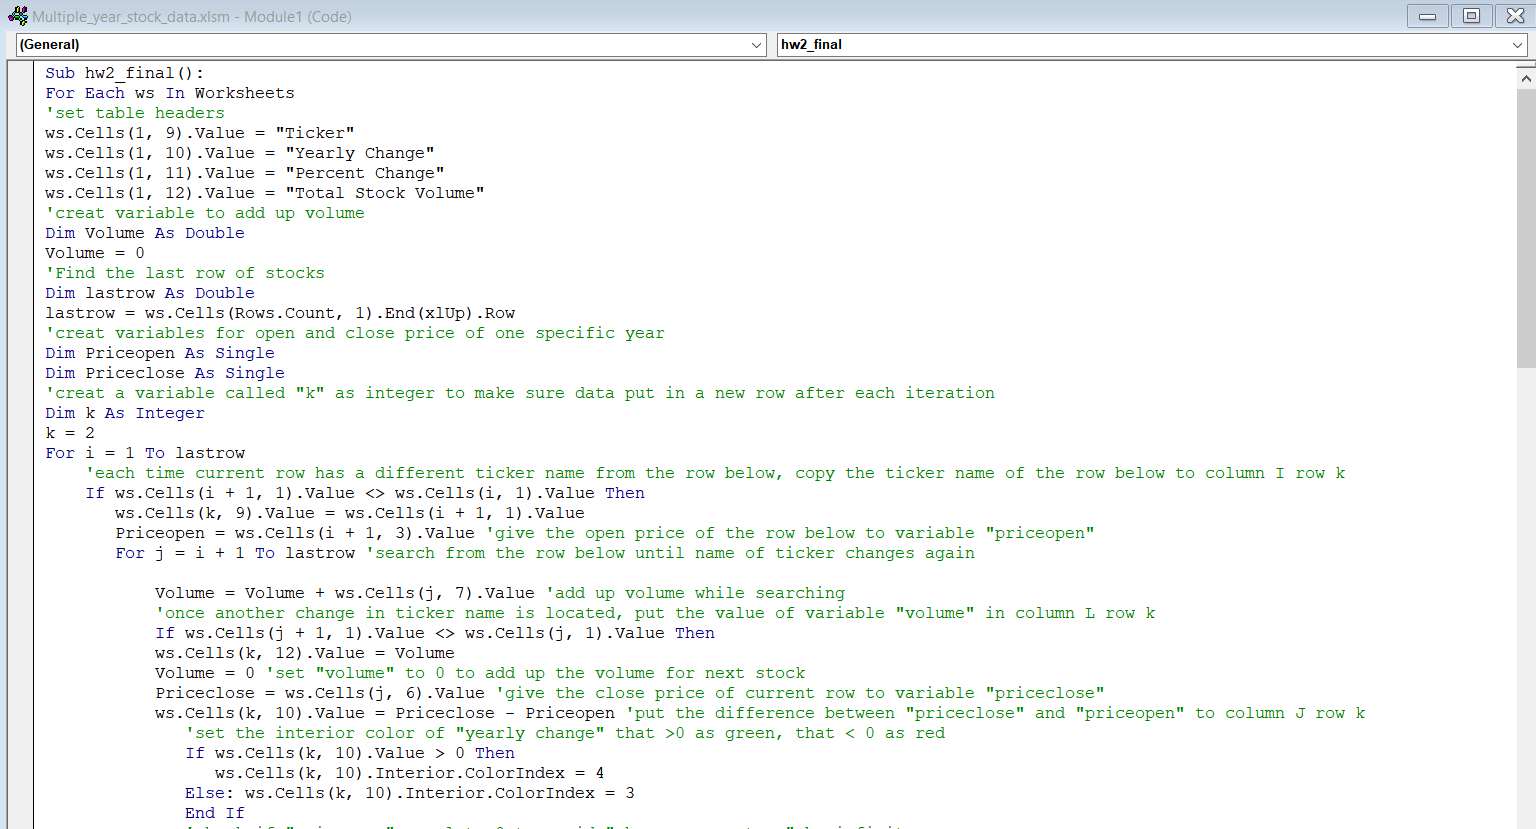 Multiple_year_stock_data.xlsm - Module1 (Code)
(General) hw2_final
Sub hw2_final():
For Each ws In Worksheets
'set table headers
ws.Cells(1, 9).Value = "Ticker"
ws.Cells(1, 10).Value = "Yearly Change"
ws.Cells(1, 11).Value = "Percent Change"
ws.Cells(1, 12).Value = "Total Stock Volume"
'creat variable to add up volume
Dim Volume As Double
Volume = 0
'Find the last row of stocks
Dim lastrow As Double
lastrow = ws.Cells(Rows.Count, 1).End(xlUp).Row
'creat variables for open and close price of one specific year
Dim Priceopen As Single
Dim Priceclose As Single
'creat a variable called "k" as integer to make sure data put in a new row after each iteration
Dim k As Integer
k = 2
For i = 1 To lastrow
'each time current row has a different ticker name from the row below, copy the ticker name of the row below to column I row k
If ws.Cells(i + 1, 1).Value <> ws.Cells(i, 1).Value Then
ws.Cells(k, 9).Value = ws.Cells(i + 1, 1).Value
Priceopen = ws.Cells(i + 1, 3).Value 'give the open price of the row below to variable "priceopen"
For j = i + 1 To lastrow 'search from the row below until name of ticker changes again
Volume = Volume + ws.Cells(j, 7).Value 'add up volume while searching
'once another change in ticker name is located, put the value of variable "volume" in column L row k
If ws.Cells(j + 1, 1).Value <> ws.Cells(j, 1).Value Then
ws.Cells(k, 12).Value = Volume
Volume = 0 'set "volume" to 0 to add up the volume for next stock
Priceclose = ws.Cells(j, 6).Value 'give the close price of current row to variable "priceclose"
ws.Cells(k, 10).Value = Priceclose - Priceopen 'put the difference between "priceclose" and "priceopen" to column J row k
'set the interior color of "yearly change" that >0 as green, that < 0 as red
If ws.Cells(k, 10).Value > 0 Then
ws.Cells(k, 10).Interior.ColorIndex = 4
Else: ws.Cells(k, 10).Interior.ColorIndex = 3
End If